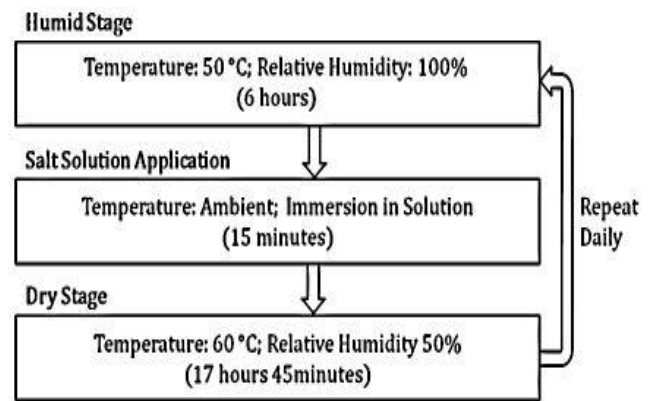 Humid Stage
Temperature: 50 °C; Relative Humidity: 100%
(6 hours)
Salt Solution Application
Temperature: Ambient; Immersion in Solution
(15 minutes)
Repeat
Daily
Dry Stage
Temperature: 60 °C; Relative Humidity 50%
(17 hours 45minutes)